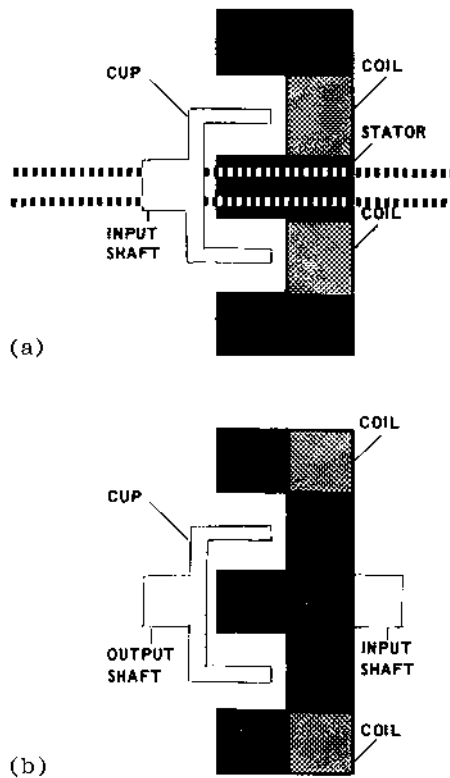 COIL
CUP
STATOR
COIL
INPUT
SHAFT
(a)
COIL
CUP
OUTPUT
SHAFT
INPUT
SHAFT
COIL
(b)